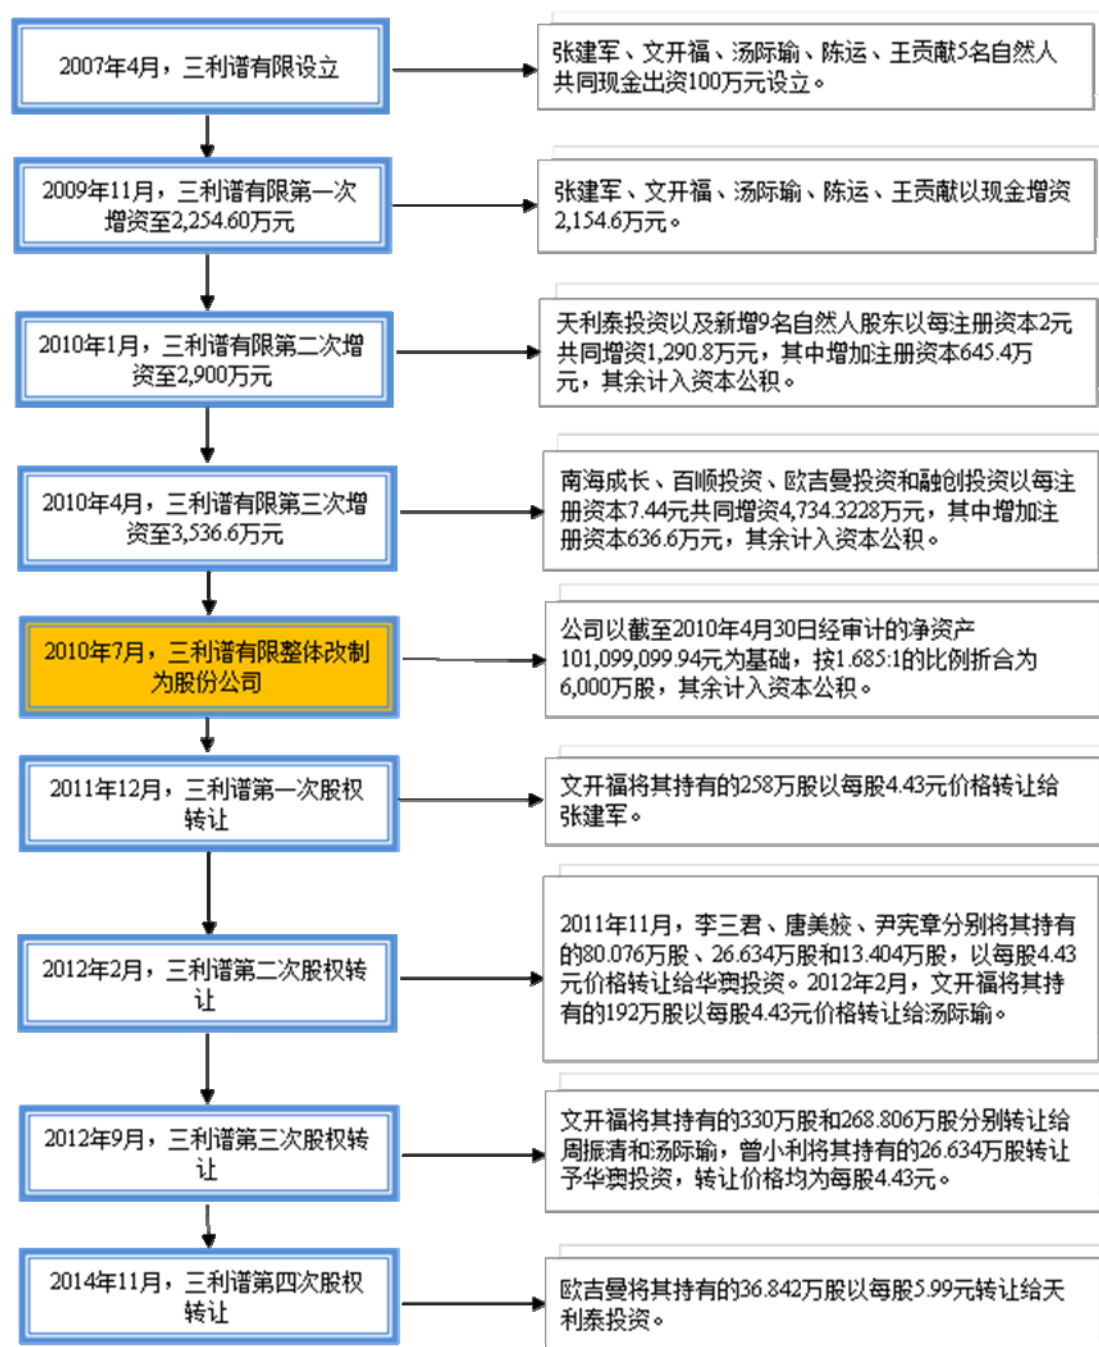 2007年4月，三利谱有限设立
张建军、文开福、汤际瑜、陈运、王贡献5名自然人
共同现金出资100万元设立。
2009年11月，三利谱有限第一次
增资至2,254.60万元
张建军、文开福、汤际瑜、陈运、王贡献以现金增资
2,154.6万元。
2010年1月，三利谱有限第二次增
资至2,900万元
天利泰投资以及新增9名自然人股东以每注册资本2元
共同增资1,290.8万元，其中增加注册资本645.4万
元，其余计入资本公积。
2010年4月，三利谱有限第三次增
资至3,536.6万元
南海成长、百顺投资、欧吉曼投资和融创投资以每注
册资本7.44元共同增资4,734.3228万元，其中增加注
册资本636.6万元，其余计入资本公积。
2010年7月，三利谱有限整体改制
为股份公司
公司以截至2010年4月30日经审计的净资产
101,099,099.94元为基础，按1.685:1的比例折合为
6,000万股，其余计入资本公积。
2011年12月，三利谱第一次股权
转让
文开福将其持有的258万股以每股4.43元价格转让给
张建军。
2012年2月，三利谱第二次股权转
让
2011年11月，李三君、唐美姣、尹宪章分别将其持有
的80.076万股、26.634万股和13.404万股，以每股4.43
元价格转让给华澳投资。2012年2月，文开福将其持
有的192万股以每股4.43元价格转让给汤际瑜。
2012年9月，三利谱第三次股权转
让
文开福将其持有的330万股和268.806万股分别转让给
周振清和汤际瑜，曾小利将其持有的26.634万股转让
予华澳投资，转让价格均为每股4.43元。
2014年11月，三利谱第四次股权
转让
欧吉曼将其持有的36.842万股以每股5.99元转让给天
利泰投资。